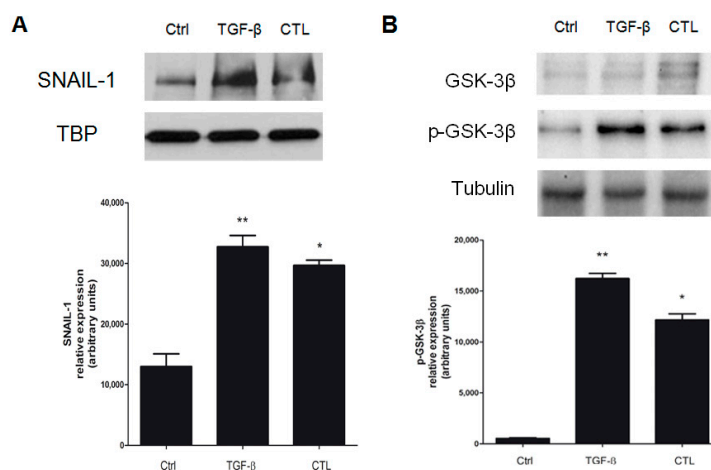 A
Ctrl TGF-β CTL
SNAIL-1
TBP
SNAIL-1
relative expression
(arbitrary units)
40,000
30,000
20,000
10,000
0
** 
*
Ctrl TGF-β CTL
B
Ctrl TGF-β CTL
GSK-3β
p-GSK-3β
Tubulin
p-GSK-3β
relative expression
(arbitrary units)
20,000
15,000
10,000
5,000
0
**
*
Ctrl TGF-β CTL